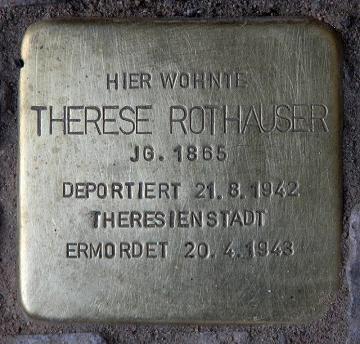 HIER WOHNTE
THERESE ROTHAUSER
JG. 1865
DEPORTIERT 21.8.1942
THERESIENSTADT
ERMORDET 20.4.1943